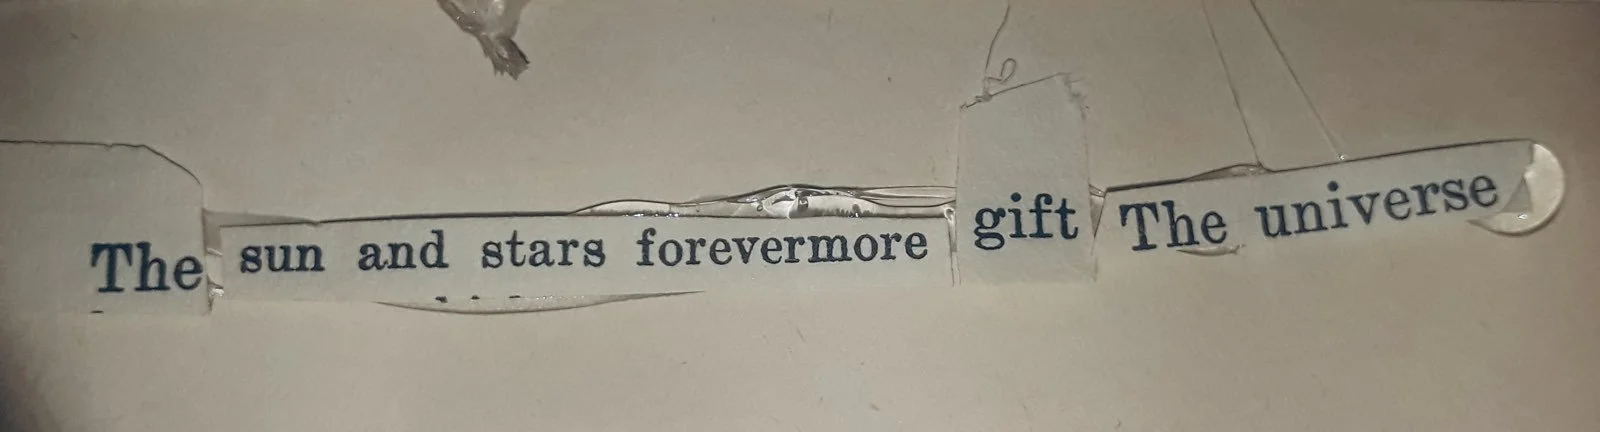 The sun and stars forevermore gift The universe